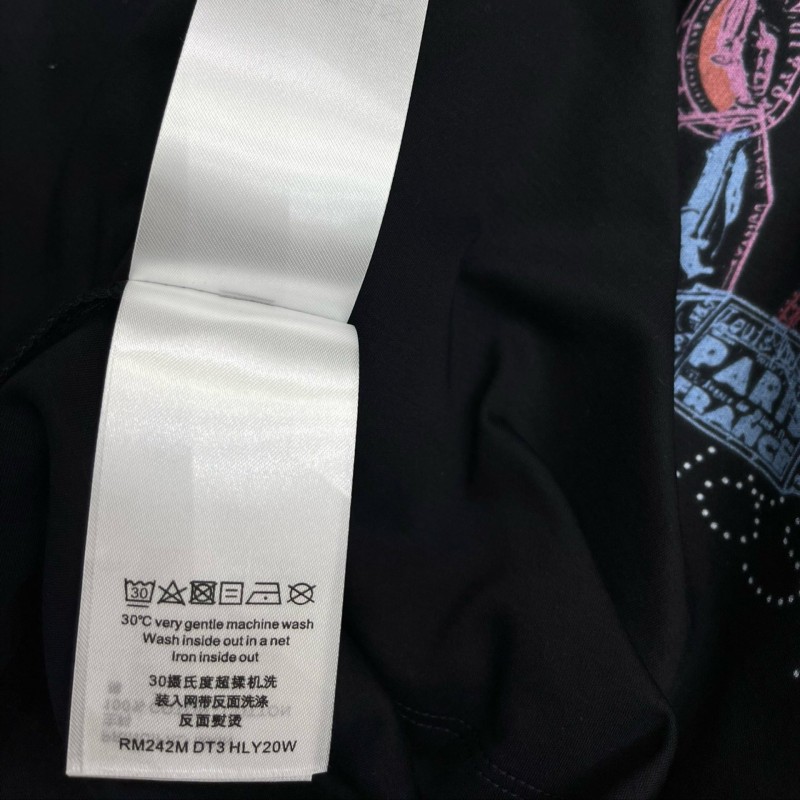 PARIS
FRANCE
30
30℃ very gentle machine wash
Wash inside out in a net
Iron inside out
30摄氏度超揉机洗
装入网带反面洗涤
反面熨烫
RM242M DT3 HLY20W